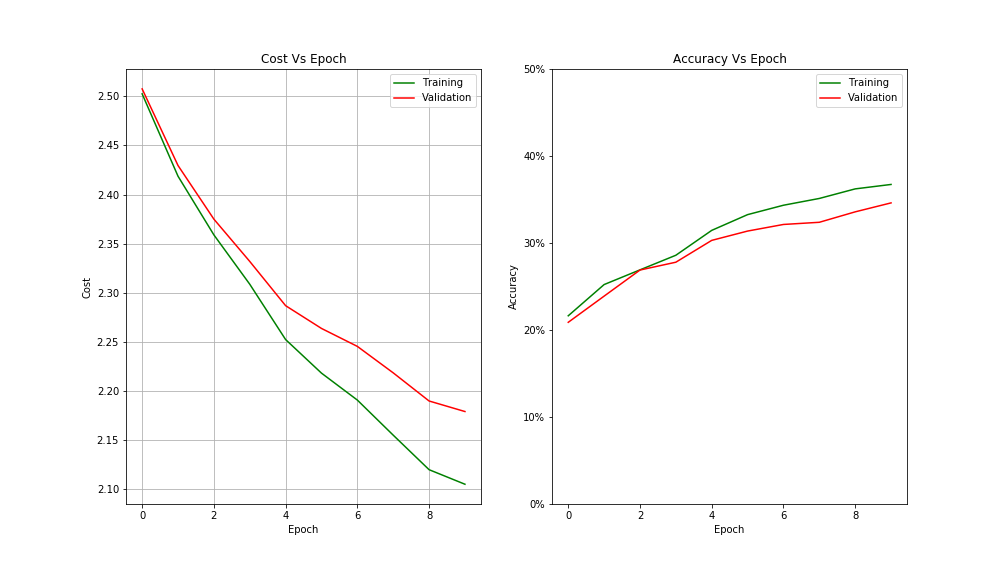 Cost Vs Epoch
Training
Validation
2.50
2.45
2.40
2.35
2.30
2.25
2.20
2.15
2.10
Cost
0 2 4 6 8
Epoch
Accuracy Vs Epoch
Training
Validation
50%
40%
30%
20%
10%
0%
Accuracy
0 2 4 6 8
Epoch